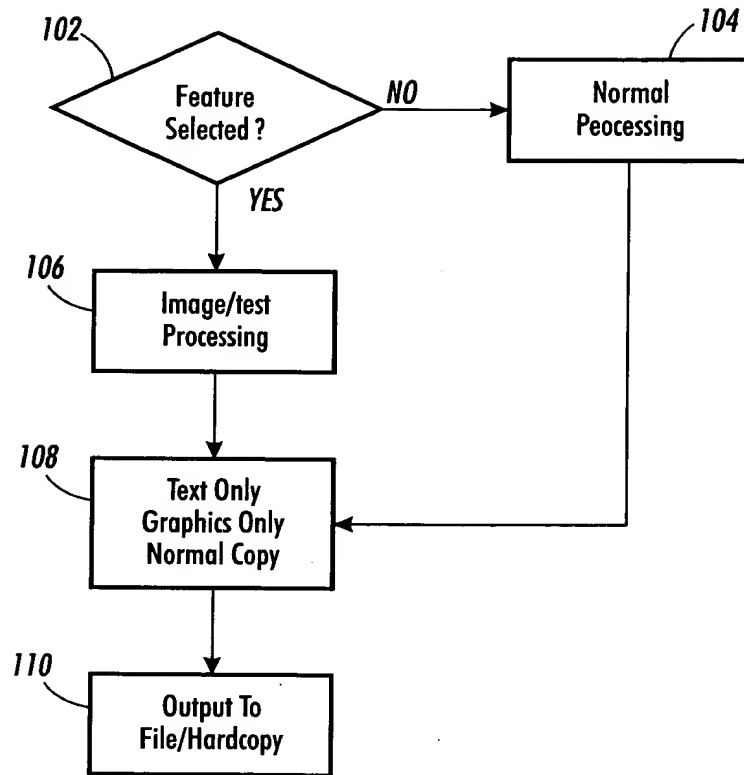 102
Feature
Selected ?
NO
YES
104
Normal
Peocessing
106
Image/test
Processing
108
Text Only
Graphics Only
Normal Copy
110
Output To
File/Hardcopy